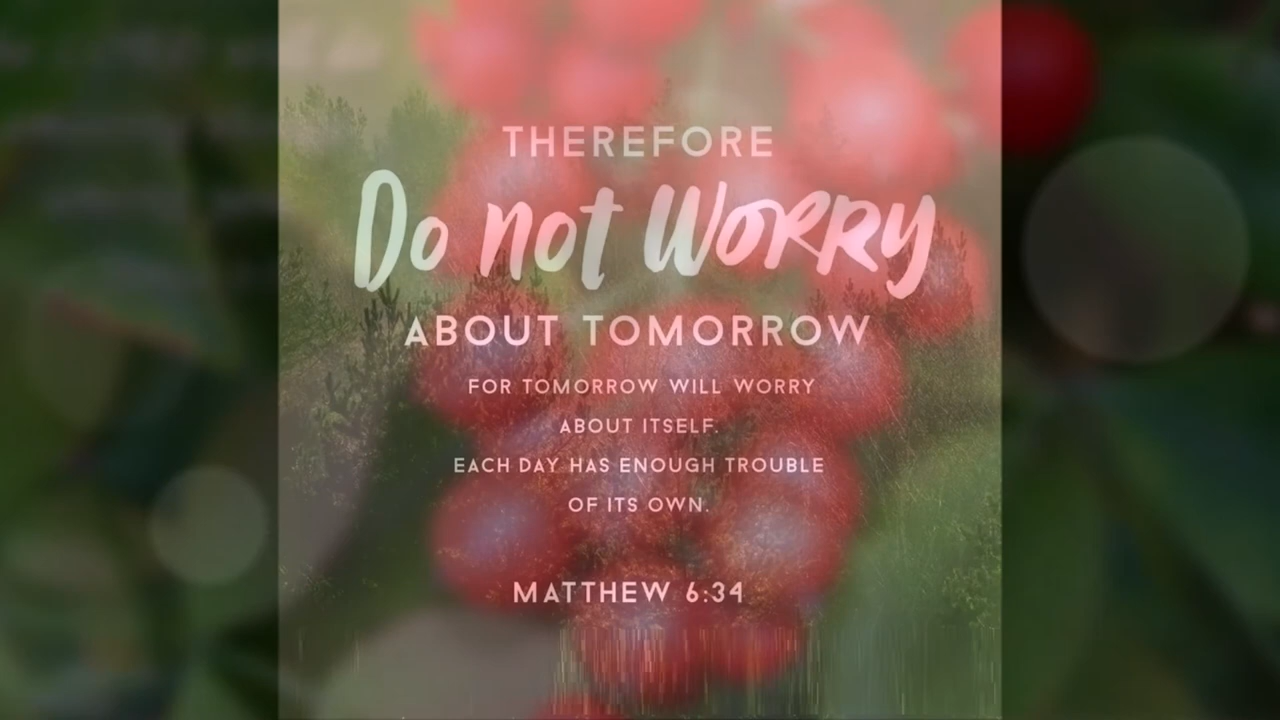 THEREFORE
Do not WORRY
ABOUT TOMORROW
FOR TOMORROW WILL WORRY
ABOUT ITSELF.
EACH DAY HAS ENOUGH TROUBLE
OF ITS OWN.
MATTHEW 6:34